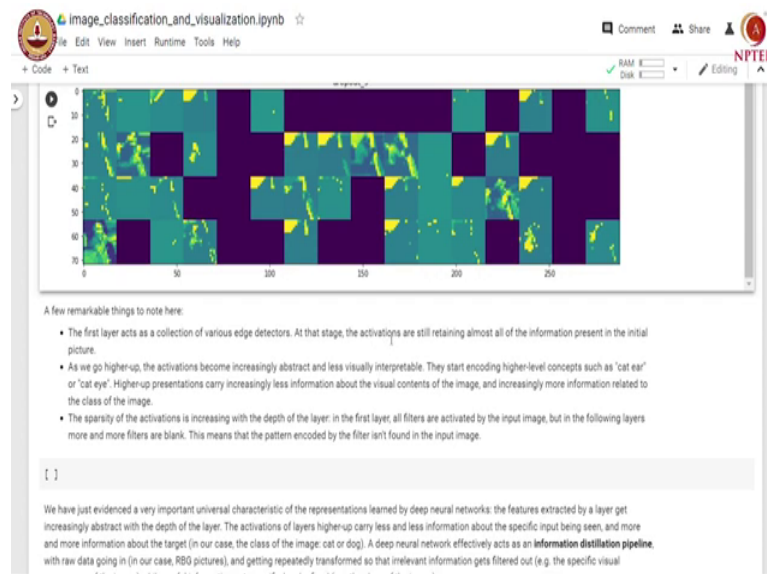 image_classification_and_visualization.ipynb
File Edit View Insert Runtime Tools Help
Comment Share
NPTEL
+ Code + Text
RAM
Disk
Editing
0
10
20
30
40
50
60
70
0 50 100 150 200 250
A few remarkable things to note here:
The first layer acts as a collection of various edge detectors. At that stage, the activations are still retaining almost all of the information present in the initial
picture.
As we go higher-up, the activations become increasingly abstract and less visually interpretable. They start encoding higher-level concepts such as "cat ear"
or "cat eye". Higher-up presentations carry increasingly less information about the visual contents of the image, and increasingly more information related to
the class of the image.
The sparsity of the activations is increasing with the depth of the layer: in the first layer, all filters are activated by the input image, but in the following layers
more and more filters are blank. This means that the pattern encoded by the filter isn't found in the input image.
[ ]
We have just evidenced a very important universal characteristic of the representations learned by deep neural networks: the features extracted by a layer get
increasingly abstract with the depth of the layer. The activations of layers higher-up carry less and less information about the specific input being seen, and more
and more information about the target (in our case, the class of the image: cat or dog). A deep neural network effectively acts as an information distillation pipeline,
with raw data going in (in our case, RBG pictures), and getting repeatedly transformed so that irrelevant information gets filtered out (e.g. the specific visual